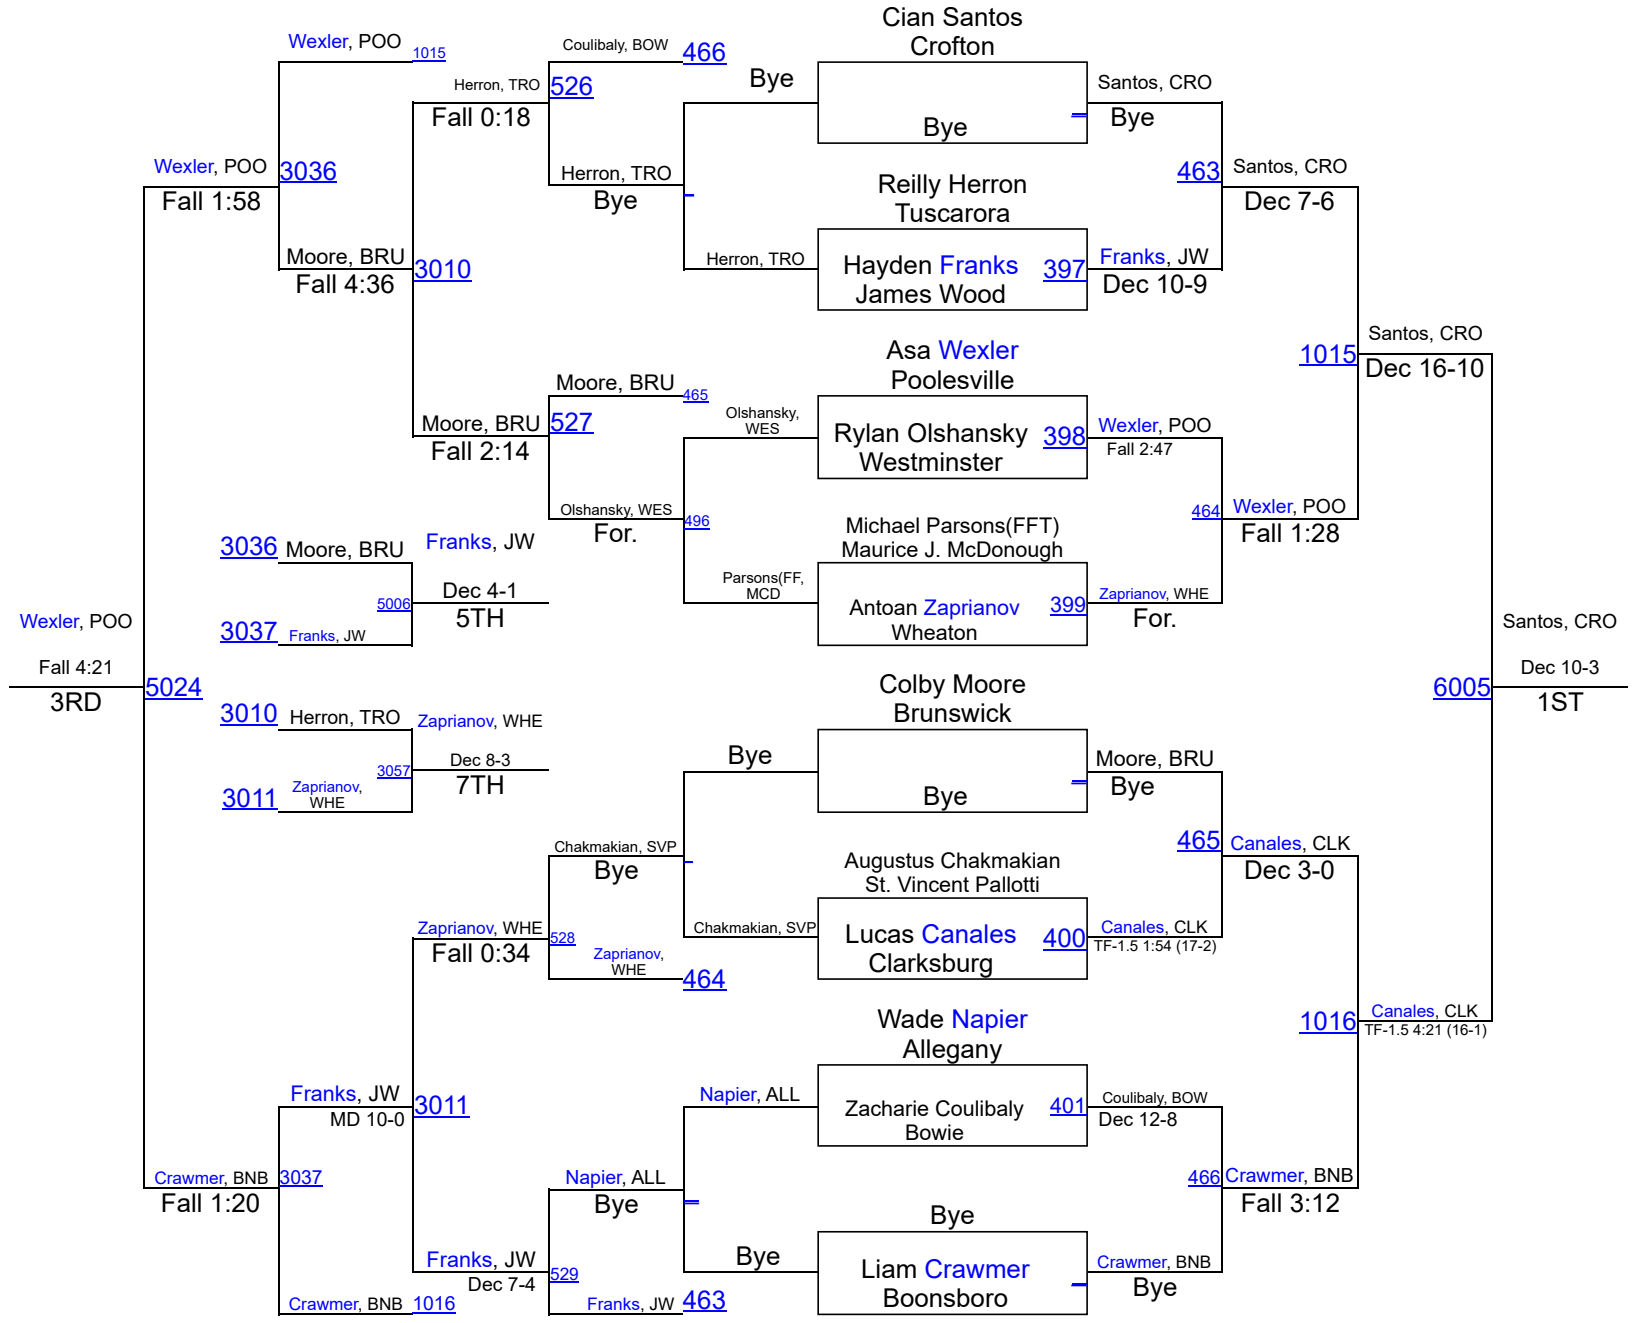 Cian Santos
Crofton
Wexler, POO
1015
Coulibaly, BOW
466
Bye
Santos, CRO
Herron, TRO
526
Fall 0:18
Bye
Bye
Wexler, POO
3036
Fall 1:58
Herron, TRO
Bye
Reilly Herron
Tuscarora
463
Santos, CRO
Dec 7-6
Moore, BRU
Fall 4:36
3010
Herron, TRO
Hayden Franks
James Wood
397
Franks, JW
Dec 10-9
Asa Wexler
Poolesville
1015
Santos, CRO
Dec 16-10
Moore, BRU
465
Moore, BRU
527
Fall 2:14
Olshansky,
WES
Rylan Olshansky
Westminster
398
Wexler, POO
Fall 2:47
Olshansky, WES
For.
496
Michael Parsons(FFT)
Maurice J. McDonough
464
Wexler, POO
Fall 1:28
3036
Moore, BRU
Franks, JW
Dec 4-1
5006
5TH
3037
Franks, JW
Parsons(FF,
MCD
Antoan Zaprianov
Wheaton
399
Zaprianov, WHE
For.
Wexler, POO
Fall 4:21
3RD
5024
Santos, CRO
Dec 10-3
1ST
6005
Colby Moore
Brunswick
3010
Herron, TRO
Zaprianov, WHE
Dec 8-3
3057
7TH
3011
Zaprianov,
WHE
Bye
Bye
Moore, BRU
Bye
Chakmakian, SVP
Bye
Augustus Chakmakian
St. Vincent Pallotti
465
Canales, CLK
Dec 3-0
Zaprianov, WHE
528
Fall 0:34
Chakmakian, SVP
Lucas Canales
Clarksburg
400
Canales, CLK
TF-1.5 1:54 (17-2)
Zaprianov,
WHE
464
Wade Napier
Allegany
1016
Canales, CLK
TF-1.5 4:21 (16-1)
Franks, JW
MD 10-0
3011
Napier, ALL
Zacharie Coulibaly
Bowie
401
Coulibaly, BOW
Dec 12-8
Crawmer, BNB
3037
Fall 1:20
Napier, ALL
Bye
Bye
466
Crawmer, BNB
Fall 3:12
Franks, JW
Dec 7-4
529
Bye
Liam Crawmer
Boonsboro
Crawmer, BNB
Bye
Crawmer, BNB
1016
Franks, JW
463